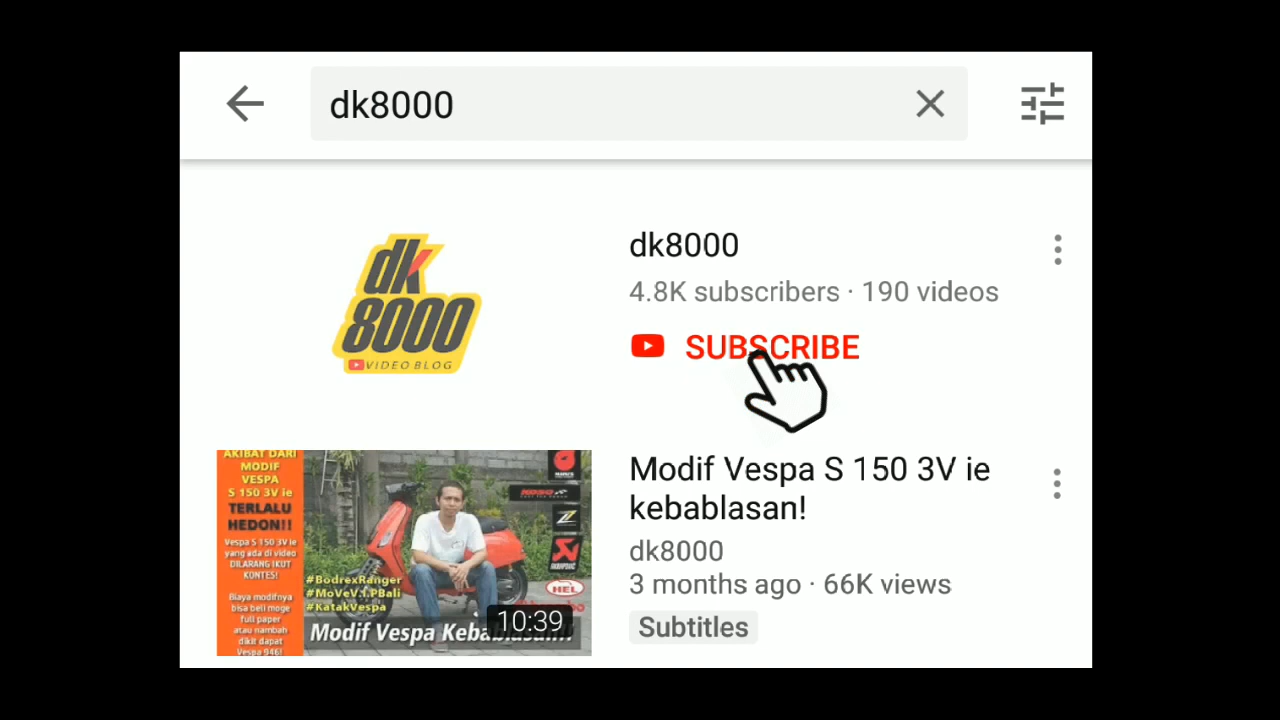 dk8000
dk
8000
VIDEO BLOG
dk8000
4.8K subscribers · 190 videos
SUBSCRIBE
AKIBAT DARI
MODIF
VESPA
S 150 3V ie
TERLALU
HEDON!!
Vespa S 150 3V ie
yang ada di video
DILARANG IKUT
KONTES!
Biaya modifnya
bisa beli moge
full paper
atau nambah
dikit dapat
Vespa 946!
#BodrexRanger
#MoVeV.I.PBali
#KatakVespa
Modif Vespa
HEL
10:39
Modif Vespa S 150 3V ie
kebablasan!
dk8000
3 months ago · 66K views
Subtitles